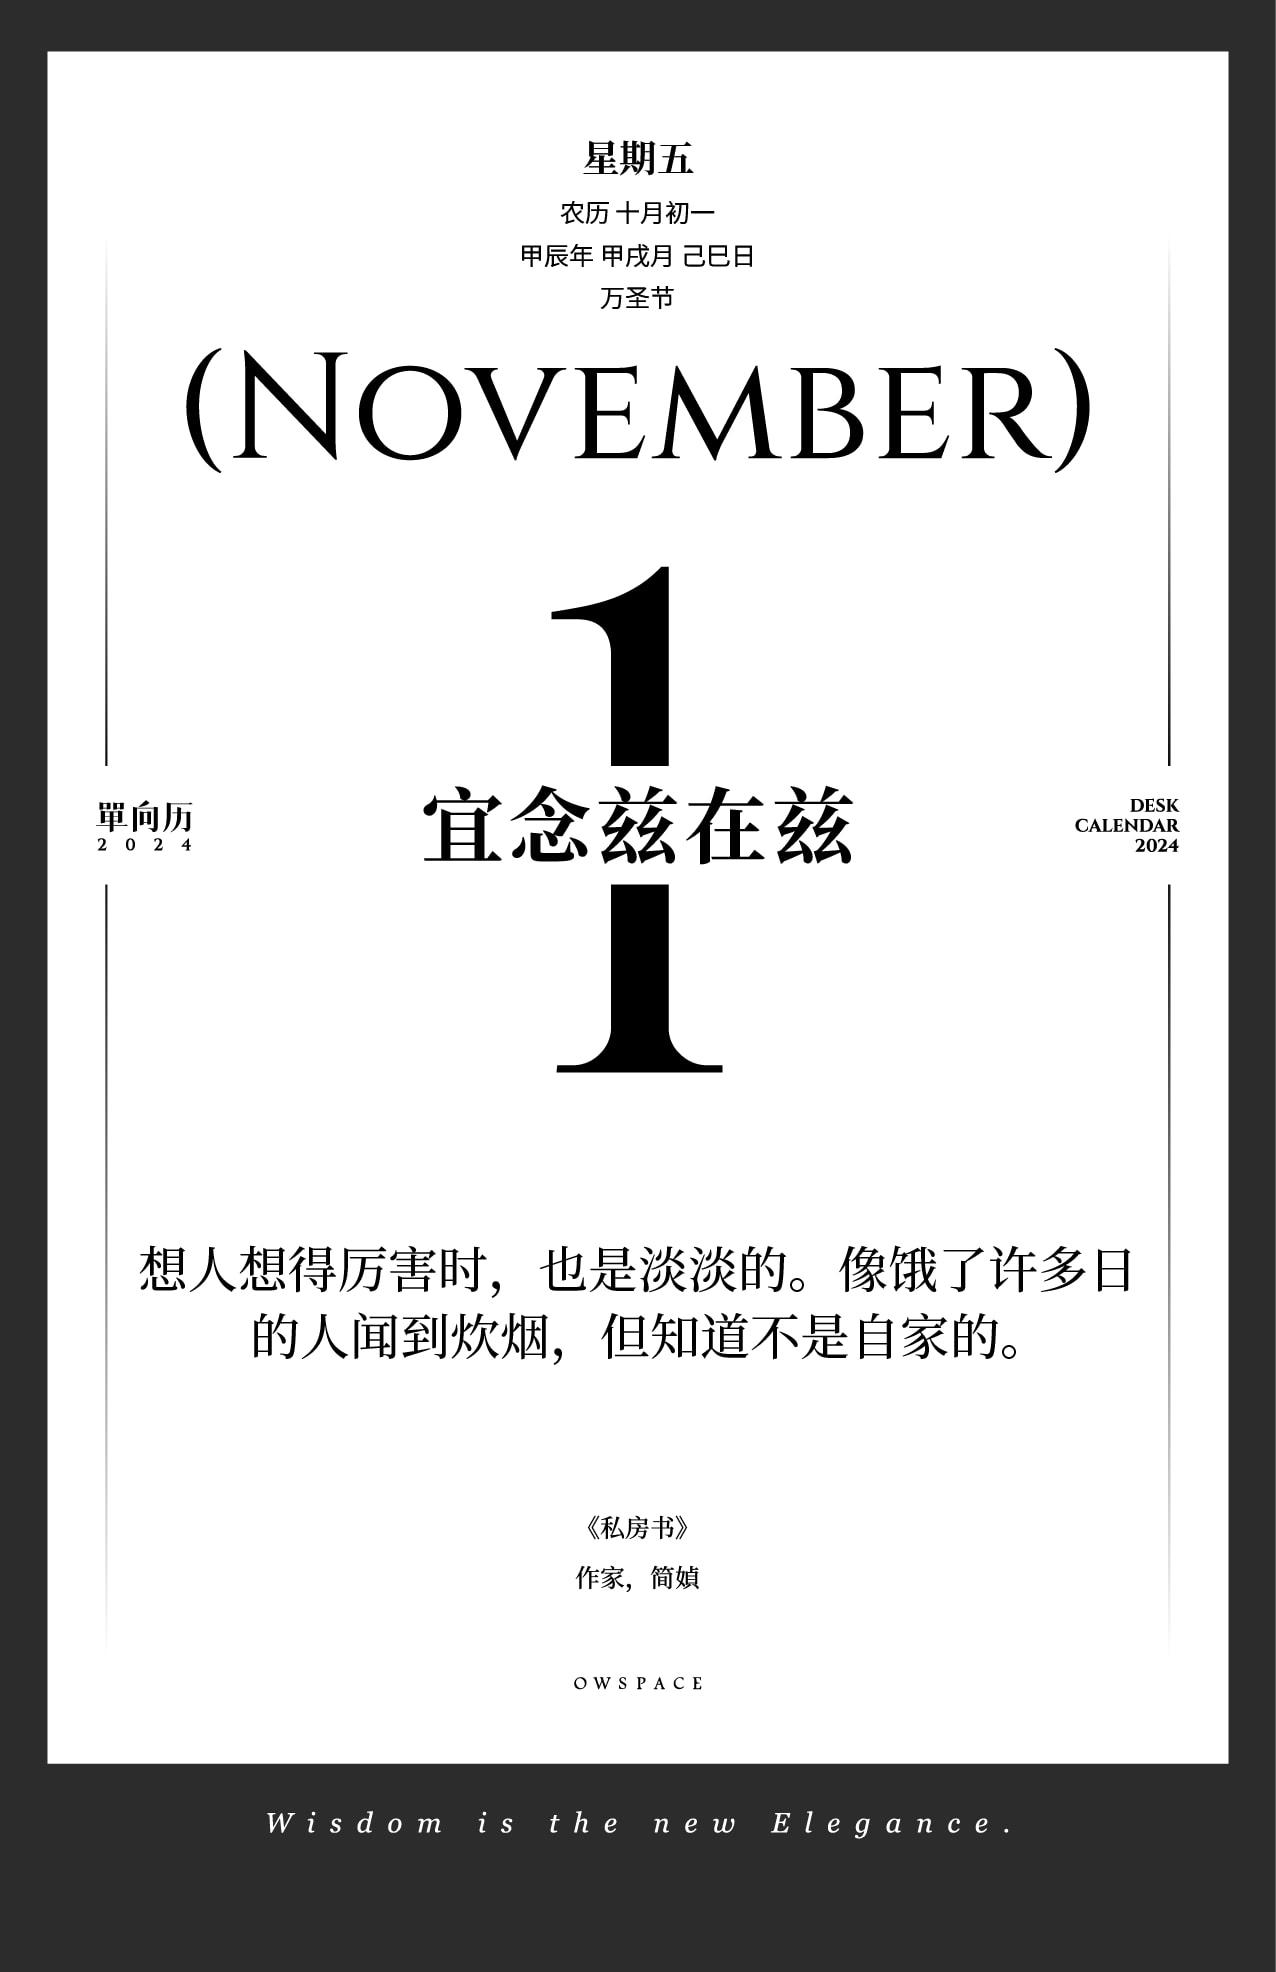 星期五
农历 十月初一
甲辰年 甲戌月 己巳日
万圣节
(NOVEMBER)
1
單向历
2024
宜念兹在兹
DESK
CALENDAR
2024
想人想得厉害时，也是淡淡的。像饿了许多日
的人闻到炊烟，但知道不是自家的。
《私房书》
作家，简媜
OWSPACE
Wisdom is the new Elegance.